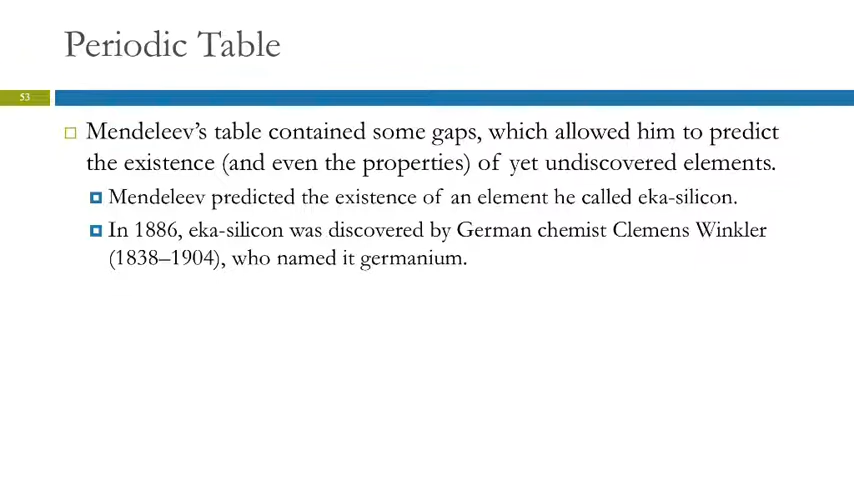 Periodic Table
53
Mendeleev’s table contained some gaps, which allowed him to predict
the existence (and even the properties) of yet undiscovered elements.
Mendeleev predicted the existence of an element he called eka-silicon.
In 1886, eka-silicon was discovered by German chemist Clemens Winkler
(1838–1904), who named it germanium.